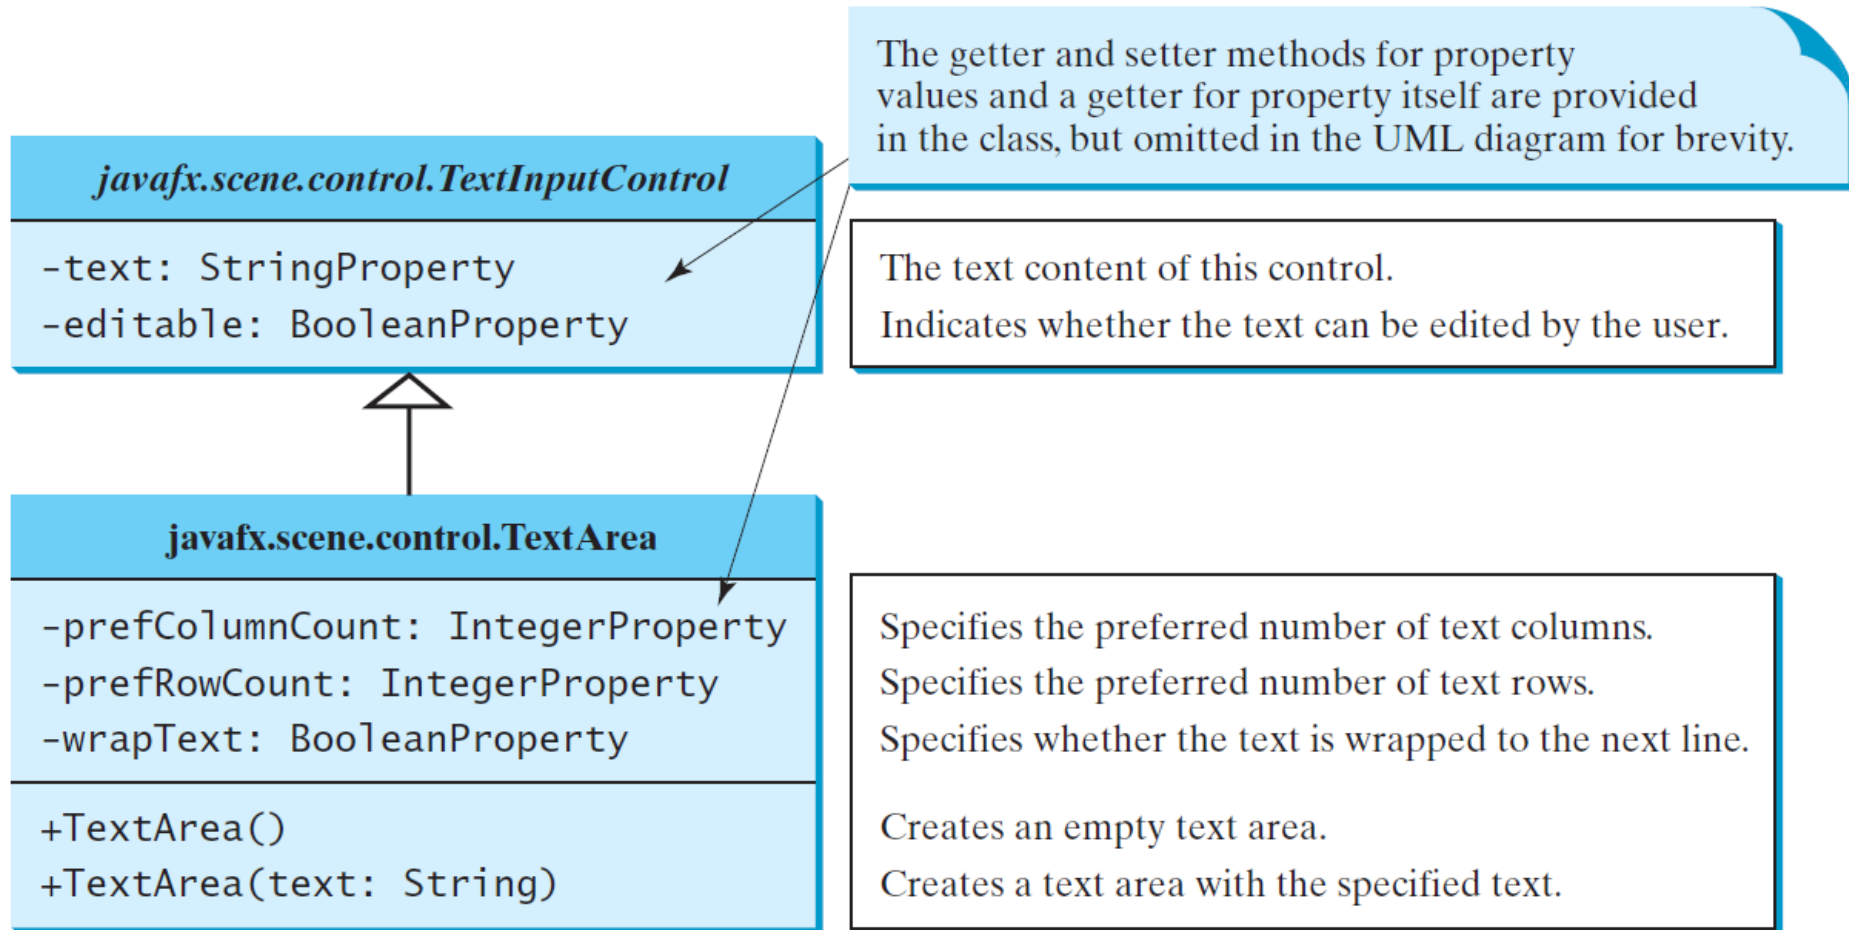 The getter and setter methods for property
values and a getter for property itself are provided
in the class, but omitted in the UML diagram for brevity.
javafx.scene.control.TextInputControl
-text: StringProperty
-editable: BooleanProperty
The text content of this control.
Indicates whether the text can be edited by the user.
javafx.scene.control.TextArea
-prefColumnCount: IntegerProperty
-prefRowCount: IntegerProperty
-wrapText: BooleanProperty
Specifies the preferred number of text columns.
Specifies the preferred number of text rows.
Specifies whether the text is wrapped to the next line.
+TextArea()
+TextArea(text: String)
Creates an empty text area.
Creates a text area with the specified text.